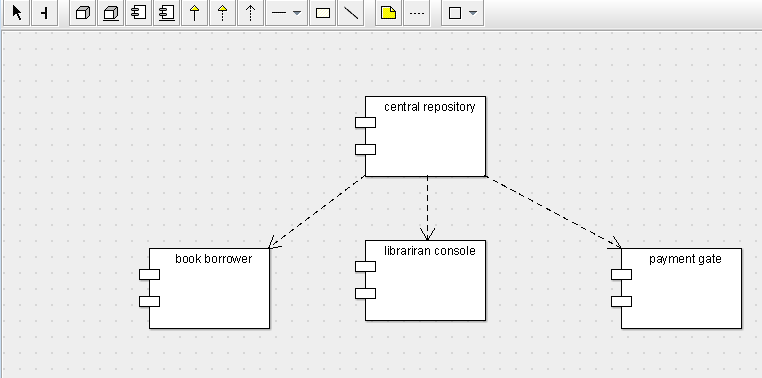 central repository
book borrower
librariran console
payment gate